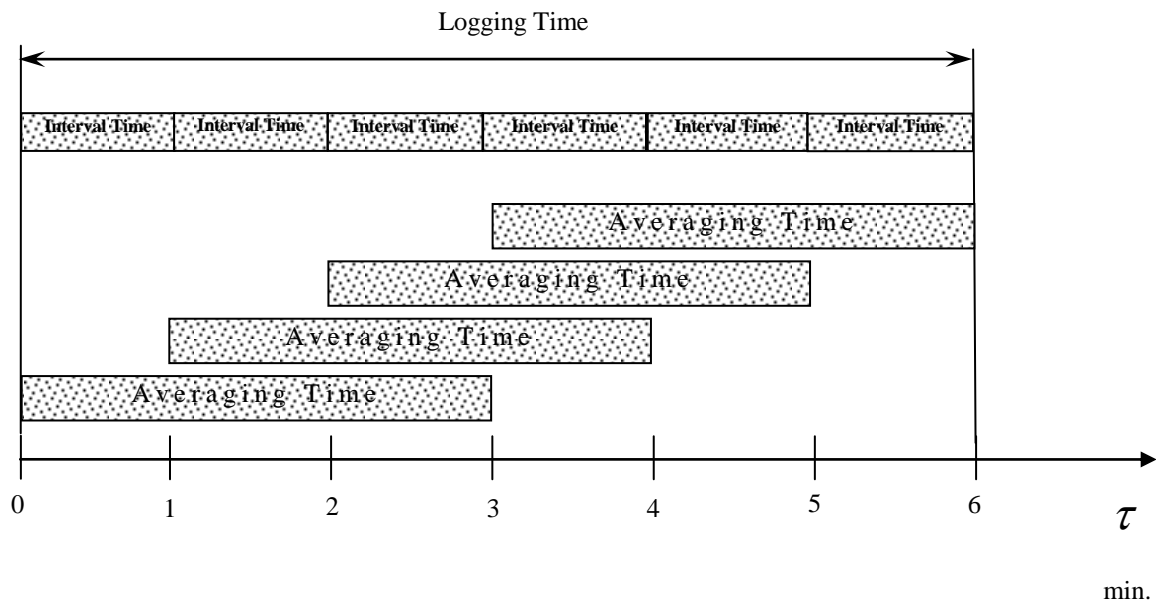 Logging Time
Interval Time Interval Time Interval Time Interval Time Interval Time Interval Time
Averaging Time
Averaging Time
Averaging Time
Averaging Time
0 1 2 3 4 5 6 τ
min.